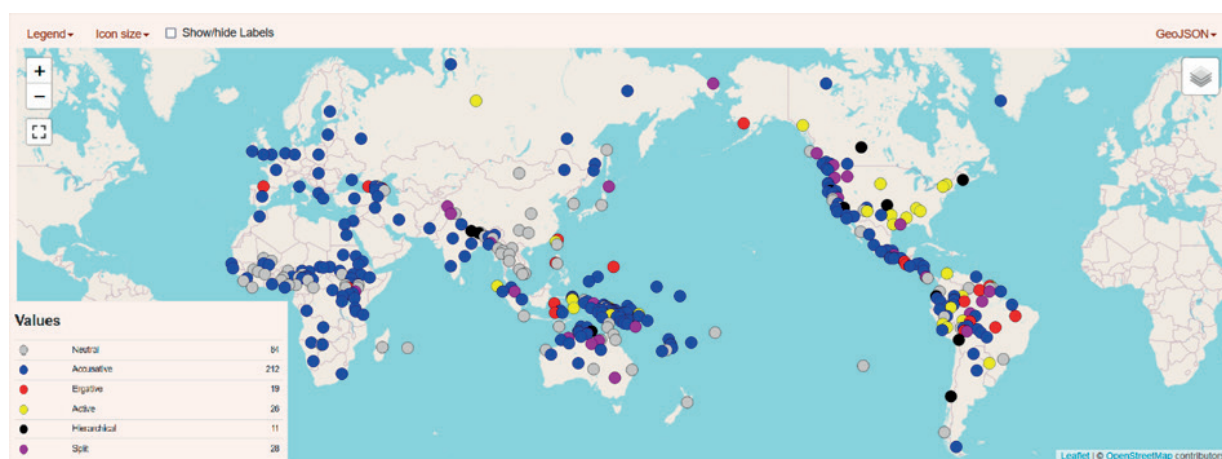 Legend Icon size Show/hide Labels GeoJSON
+
−
Values
Neutral 84
Accusative 212
Ergative 19
Active 26
Hierarchical 11
Split 28
Leaflet | © OpenStreetMap contributors